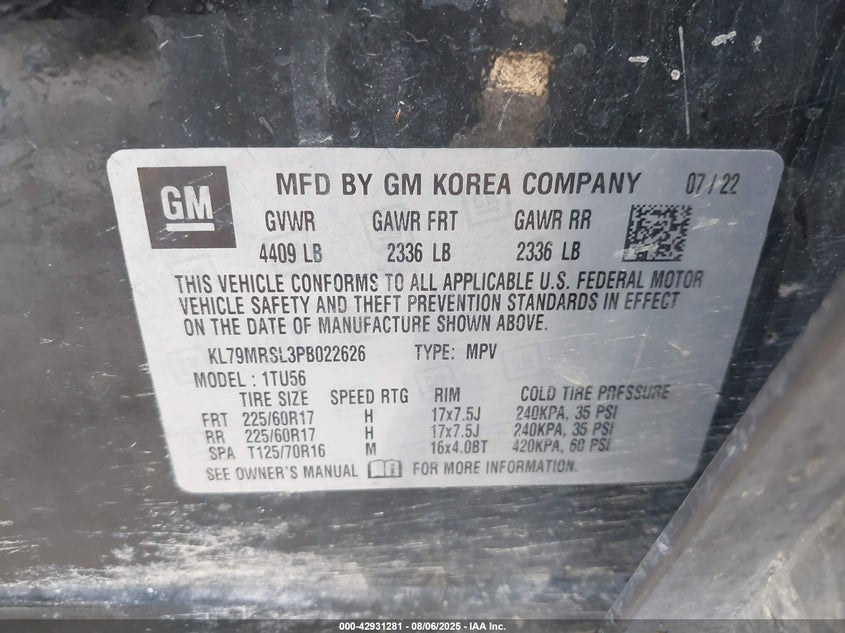 GM
MFD BY GM KOREA COMPANY 07/22
GVWR GAWR FRT GAWR RR
4409 LB 2336 LB 2336 LB
THIS VEHICLE CONFORMS TO ALL APPLICABLE U.S. FEDERAL MOTOR
VEHICLE SAFETY AND THEFT PREVENTION STANDARDS IN EFFECT
ON THE DATE OF MANUFACTURE SHOWN ABOVE.
KL79MRSL3PB022626 TYPE: MPV
MODEL : 1TU56
TIRE SIZE SPEED RTG RIM COLD TIRE PRESSURE
FRT 225/60R17 H 17x7.5J 240KPA, 35 PSI
RR 225/60R17 H 17x7.5J 240KPA, 35 PSI
SPA T125/70R16 M 16x4.0BT 420KPA, 60 PSI
SEE OWNER'S MANUAL FOR MORE INFORMATION.
000-42931281 - 08/06/2025 - IAA Inc.